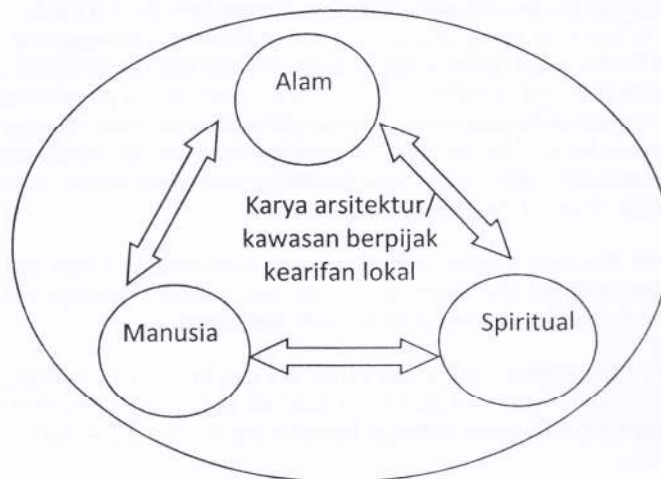 Alam
Karya arsitektur/
kawasan berpijak
kearifan lokal
Manusia
Spiritual